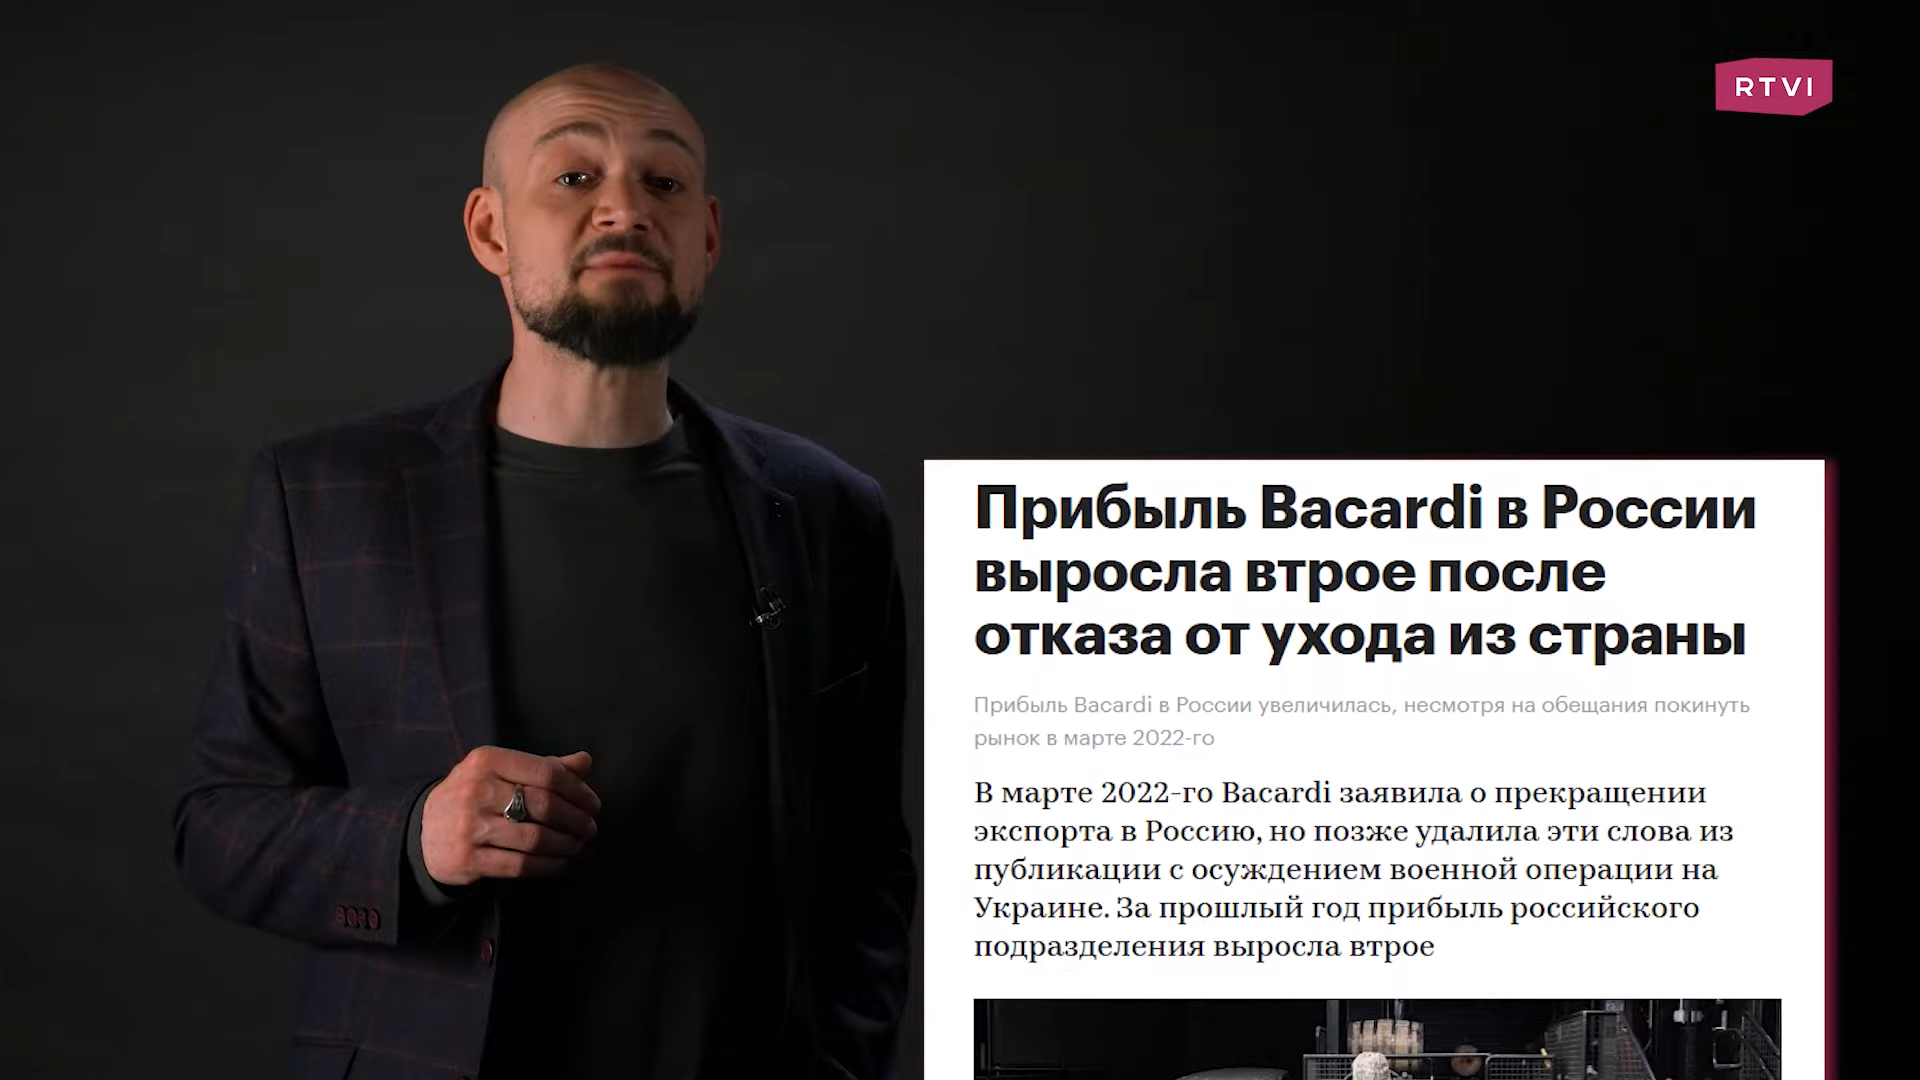 RTVI
Прибыль Bacardi в России
выросла втрое после
отказа от ухода из страны
Прибыль Bacardi в России увеличилась, несмотря на обещания покинуть
рынок в марте 2022-го
В марте 2022-го Bacardi заявила о прекращении
экспорта в Россию, но позже удалила эти слова из
публикации с осуждением военной операции на
Украине. За прошлый год прибыль российского
подразделения выросла втрое